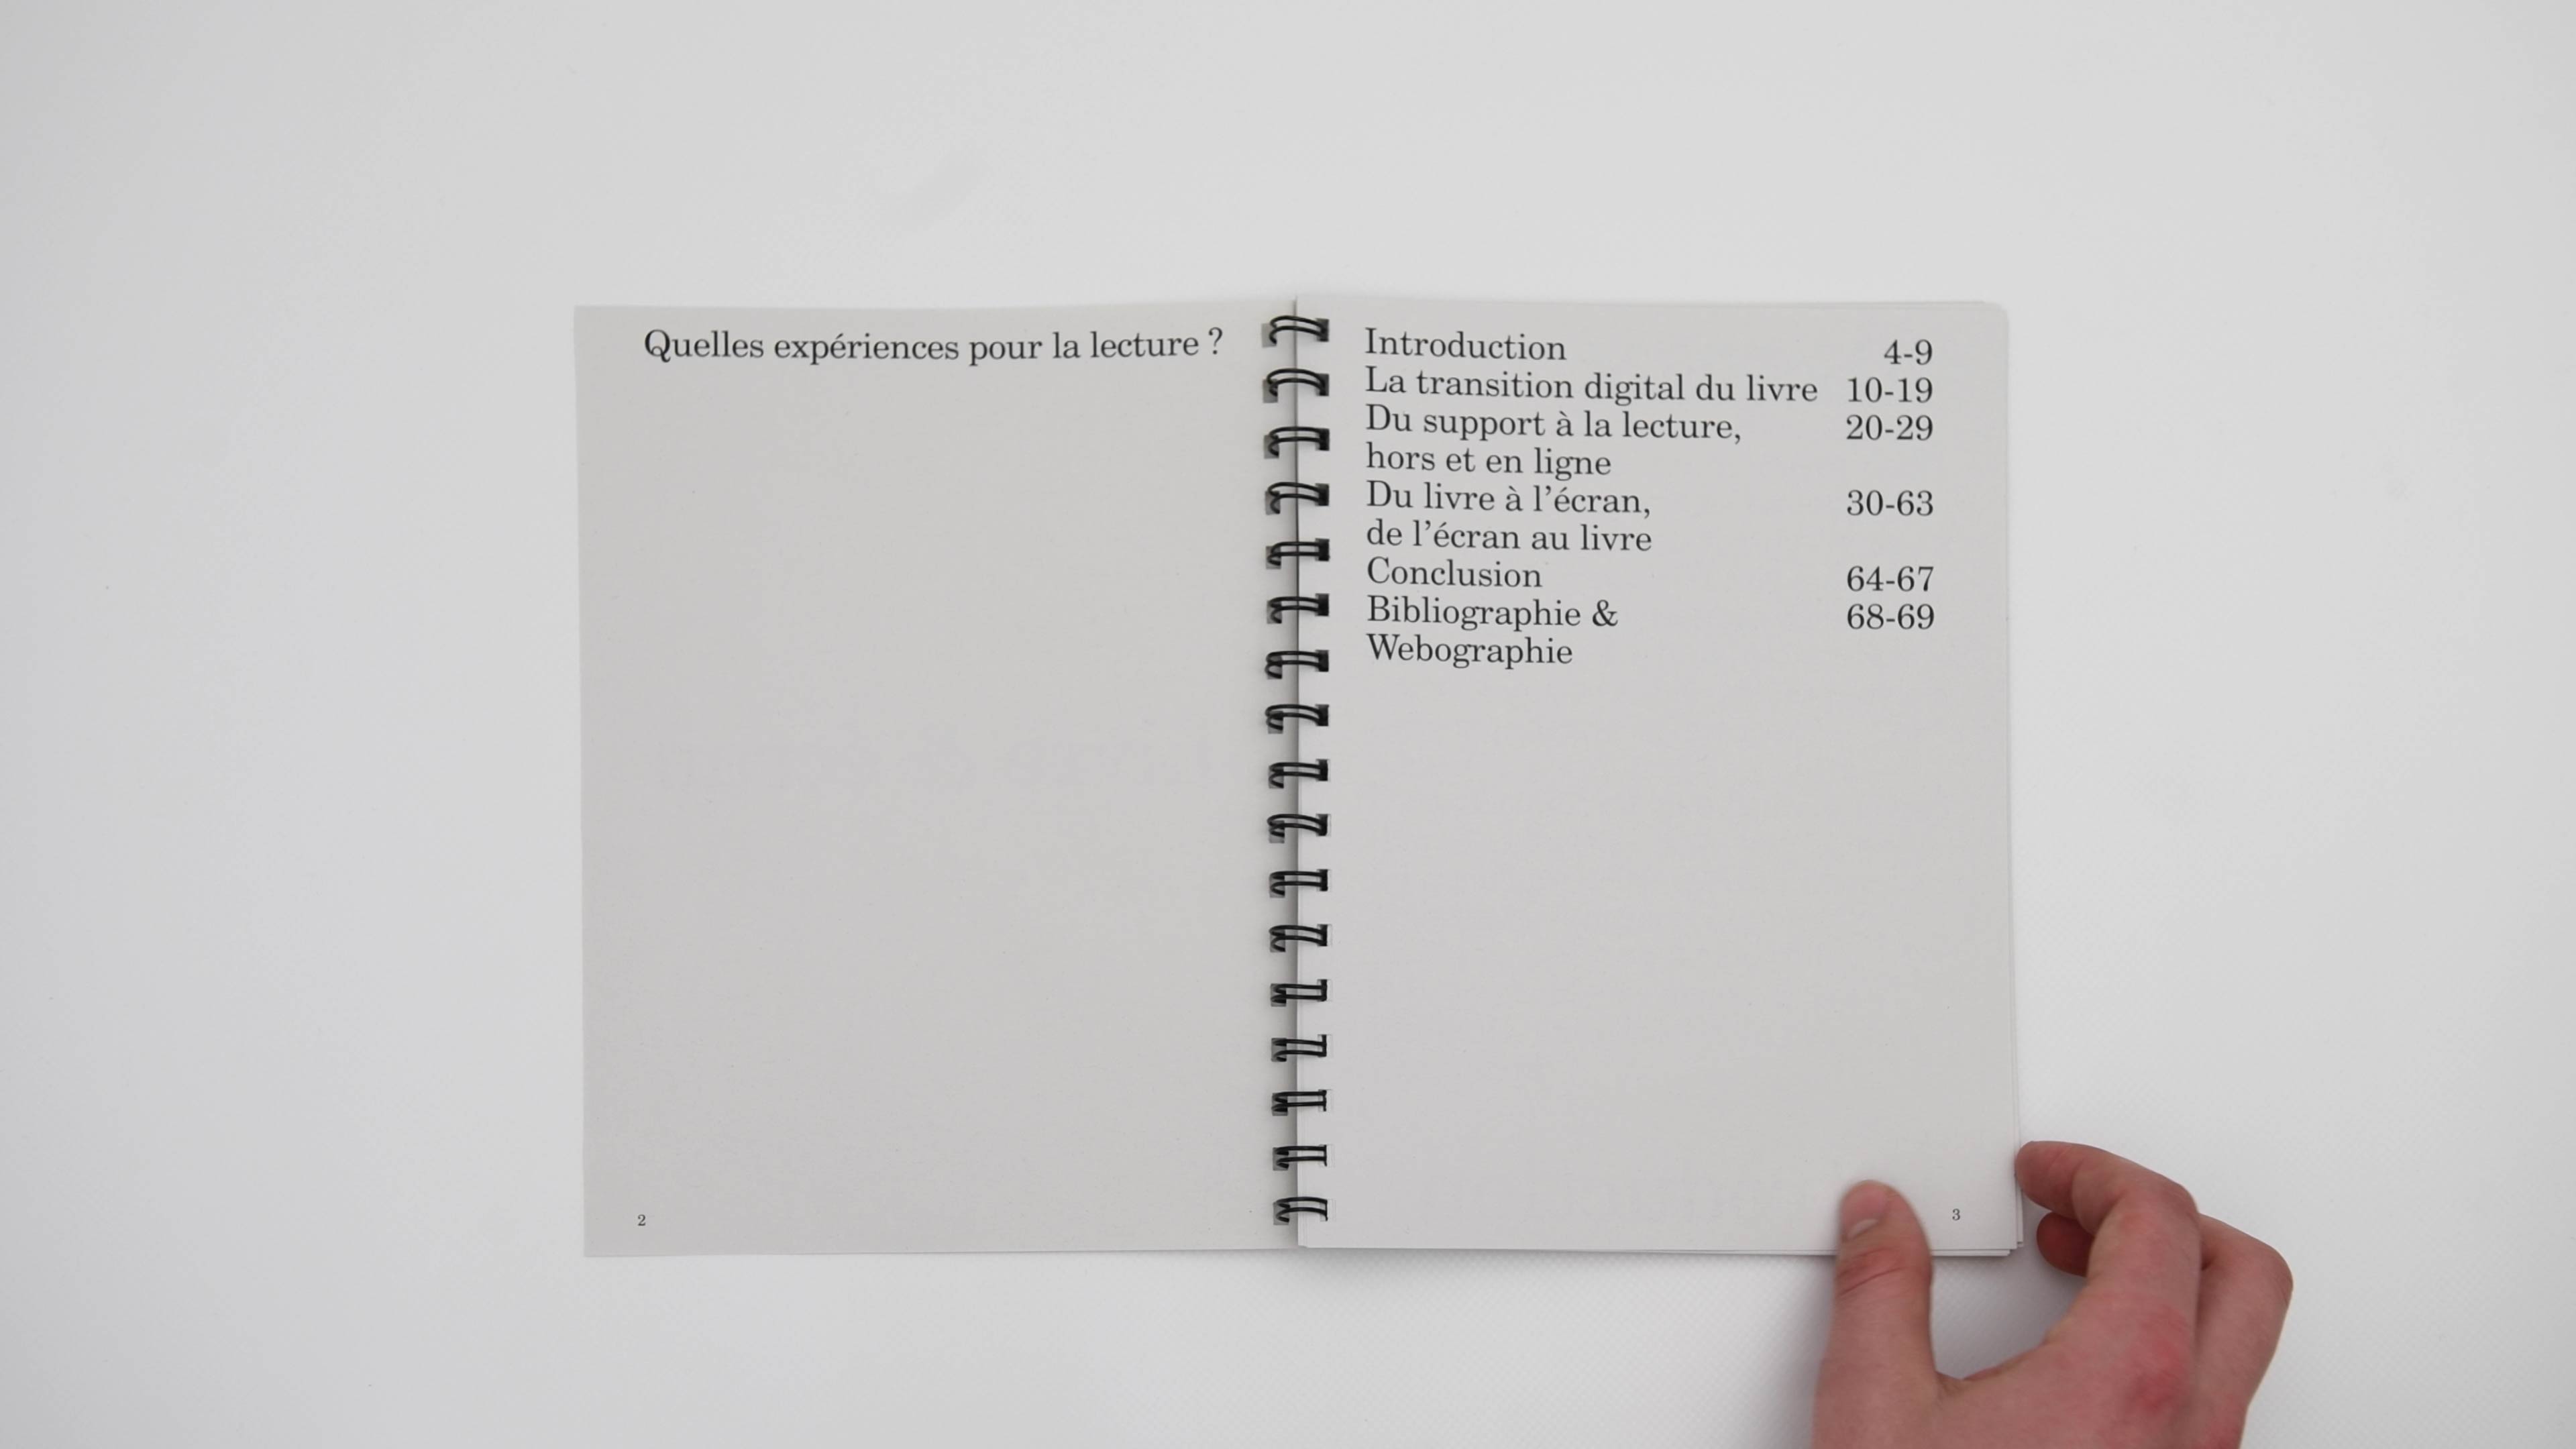 Quelles expériences pour la lecture ?
2
Introduction 4-9
La transition digital du livre 10-19
Du support à la lecture, 20-29
hors et en ligne
Du livre à l’écran, 30-63
de l’écran au livre
Conclusion 64-67
Bibliographie & 68-69
Webographie
3